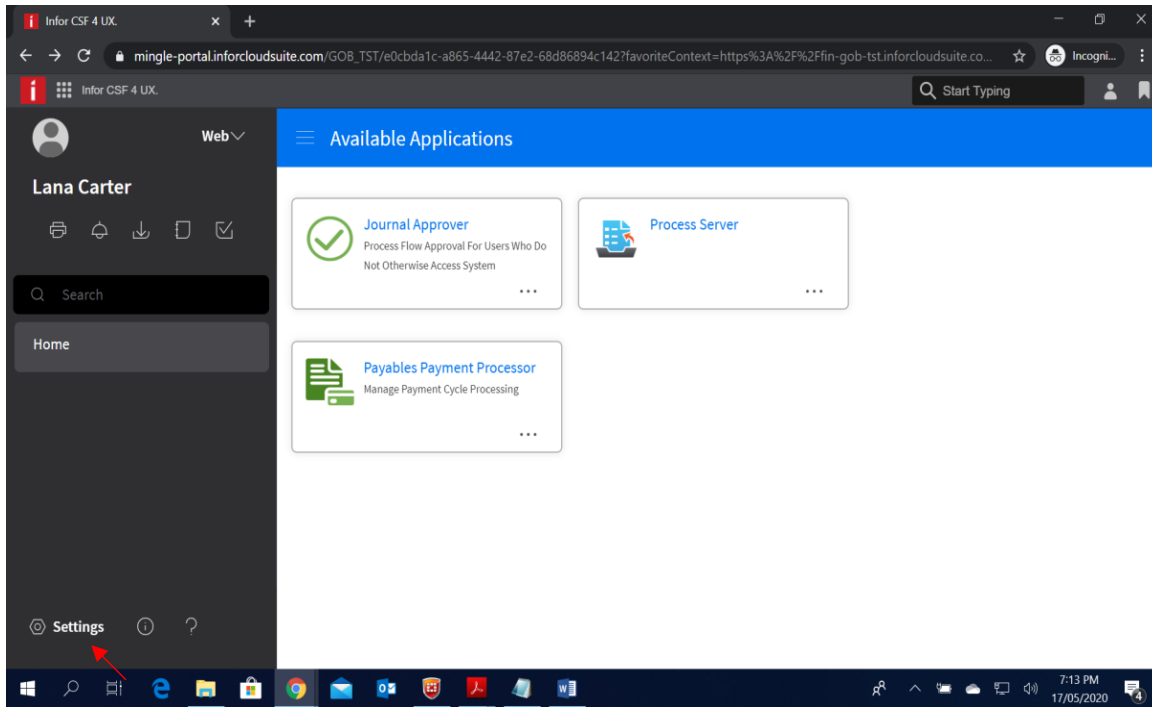 Infor CSF 4 UX.
mingle-portal.inforcloudsuite.com/GOB_TST/e0cbda1c-a865-4442-87e2-68d86894c142?favoriteContext=https%3A%2F%2Ffin-gob-tst.inforcloudsuite.co...
Incogni...
Infor CSF 4 UX.
Start Typing
Web
Available Applications
Lana Carter
Journal Approver
Process Flow Approval For Users Who Do
Not Otherwise Access System
...
Process Server
...
Search
Home
Payables Payment Processor
Manage Payment Cycle Processing
...
Settings
7:13 PM
17/05/2020
4